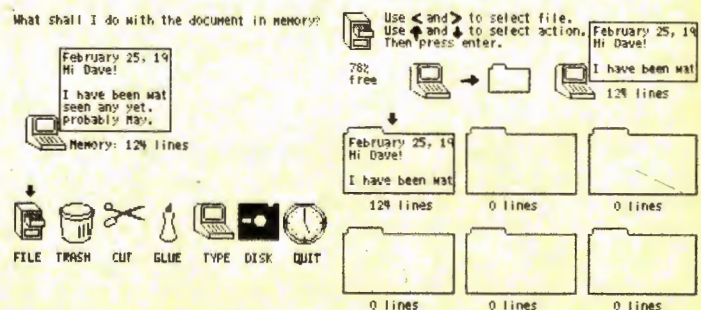 What shall I do with the document in memory?
February 25, 19
Hi Dave!
I have been wat
seen any yet.
probably May.
Memory: 129 lines
FILE TRASH CUT GLUE TYPE DISK QUIT
Use < and > to select file.
Use ↑ and ↓ to select action.
Then press enter.
78% free
February 25, 19
Hi Dave!
I have been wat
129 lines
February 25, 19
Hi Dave!
I have been wat
129 lines
0 lines
0 lines
0 lines
0 lines
0 lines